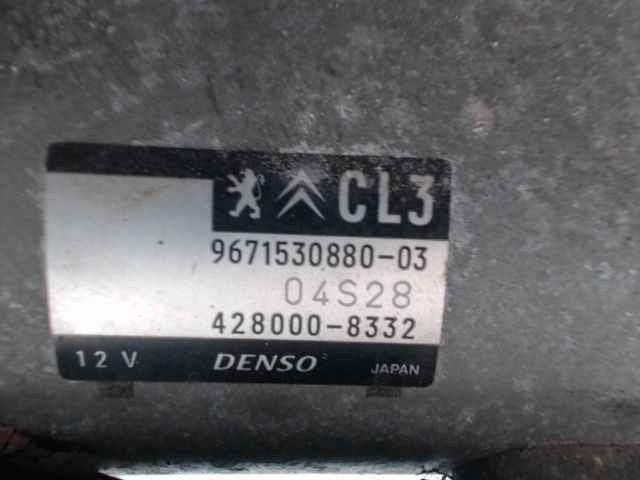 CL3
9671530880-03
04S28
428000-8332
12 V DENSO JAPAN